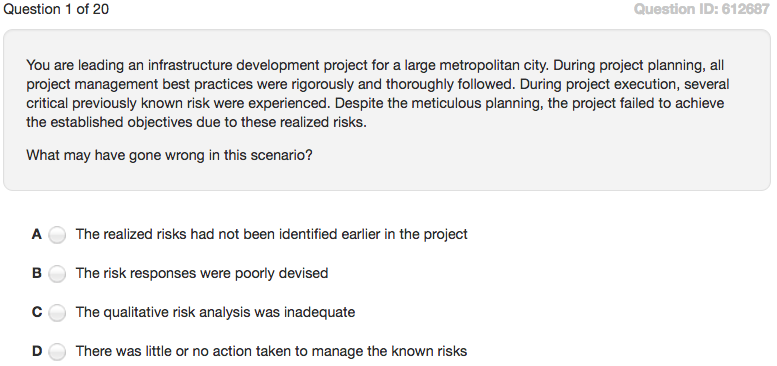 Question 1 of 20
Question ID: 612687
You are leading an infrastructure development project for a large metropolitan city. During project planning, all
project management best practices were rigorously and thoroughly followed. During project execution, several
critical previously known risk were experienced. Despite the meticulous planning, the project failed to achieve
the established objectives due to these realized risks.
What may have gone wrong in this scenario?
A The realized risks had not been identified earlier in the project
B The risk responses were poorly devised
C The qualitative risk analysis was inadequate
D There was little or no action taken to manage the known risks